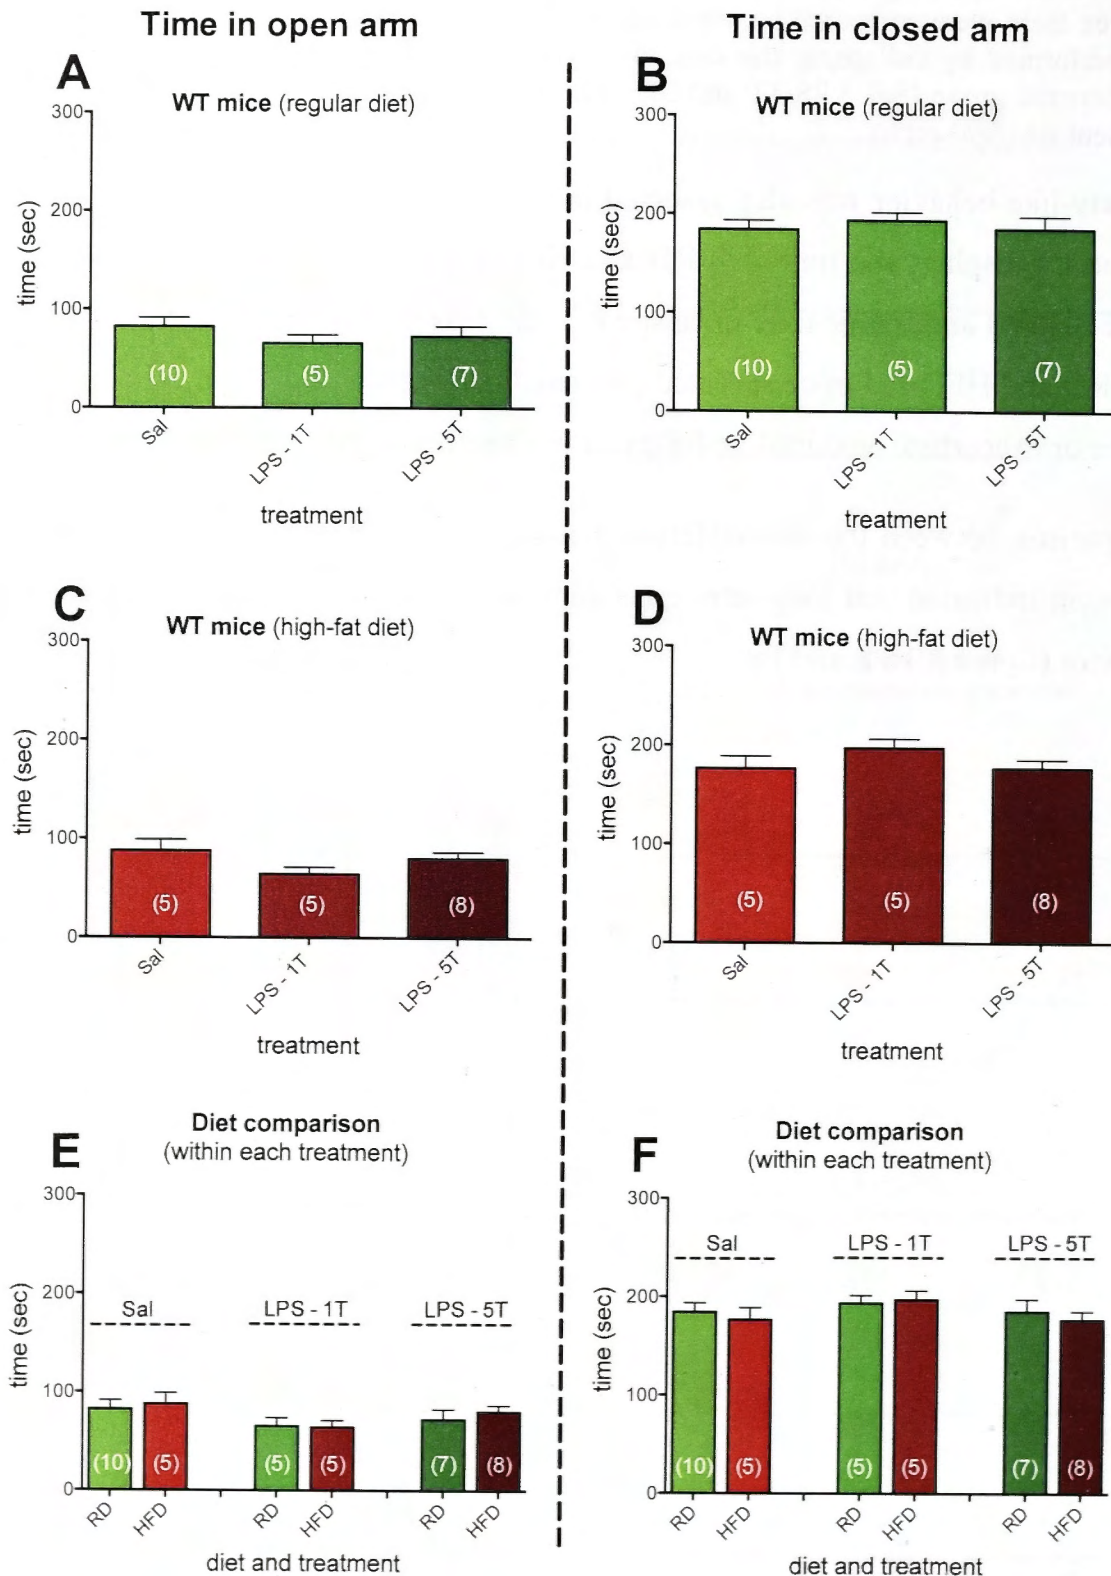 Time in open arm
Time in closed arm
A
WT mice (regular diet)
300
200
100
0
time (sec)
(10)
(5)
(7)
Sal
LPS - 1T
LPS - 5T
treatment
B
WT mice (regular diet)
300
200
100
0
time (sec)
(10)
(5)
(7)
Sal
LPS - 1T
LPS - 5T
treatment
C
WT mice (high-fat diet)
300
200
100
0
time (sec)
(5)
(5)
(8)
Sal
LPS - 1T
LPS - 5T
treatment
D
WT mice (high-fat diet)
300
200
100
0
time (sec)
(5)
(5)
(8)
Sal
LPS - 1T
LPS - 5T
treatment
E
Diet comparison
(within each treatment)
300
200
100
0
time (sec)
Sal
LPS - 1T
LPS - 5T
(10)
(5)
(5)
(5)
(7)
(8)
RD
HFD
RD
HFD
RD
HFD
diet and treatment
F
Diet comparison
(within each treatment)
300
200
100
0
time (sec)
Sal
LPS - 1T
LPS - 5T
(10)
(5)
(5)
(5)
(7)
(8)
RD
HFD
RD
HFD
RD
HFD
diet and treatment